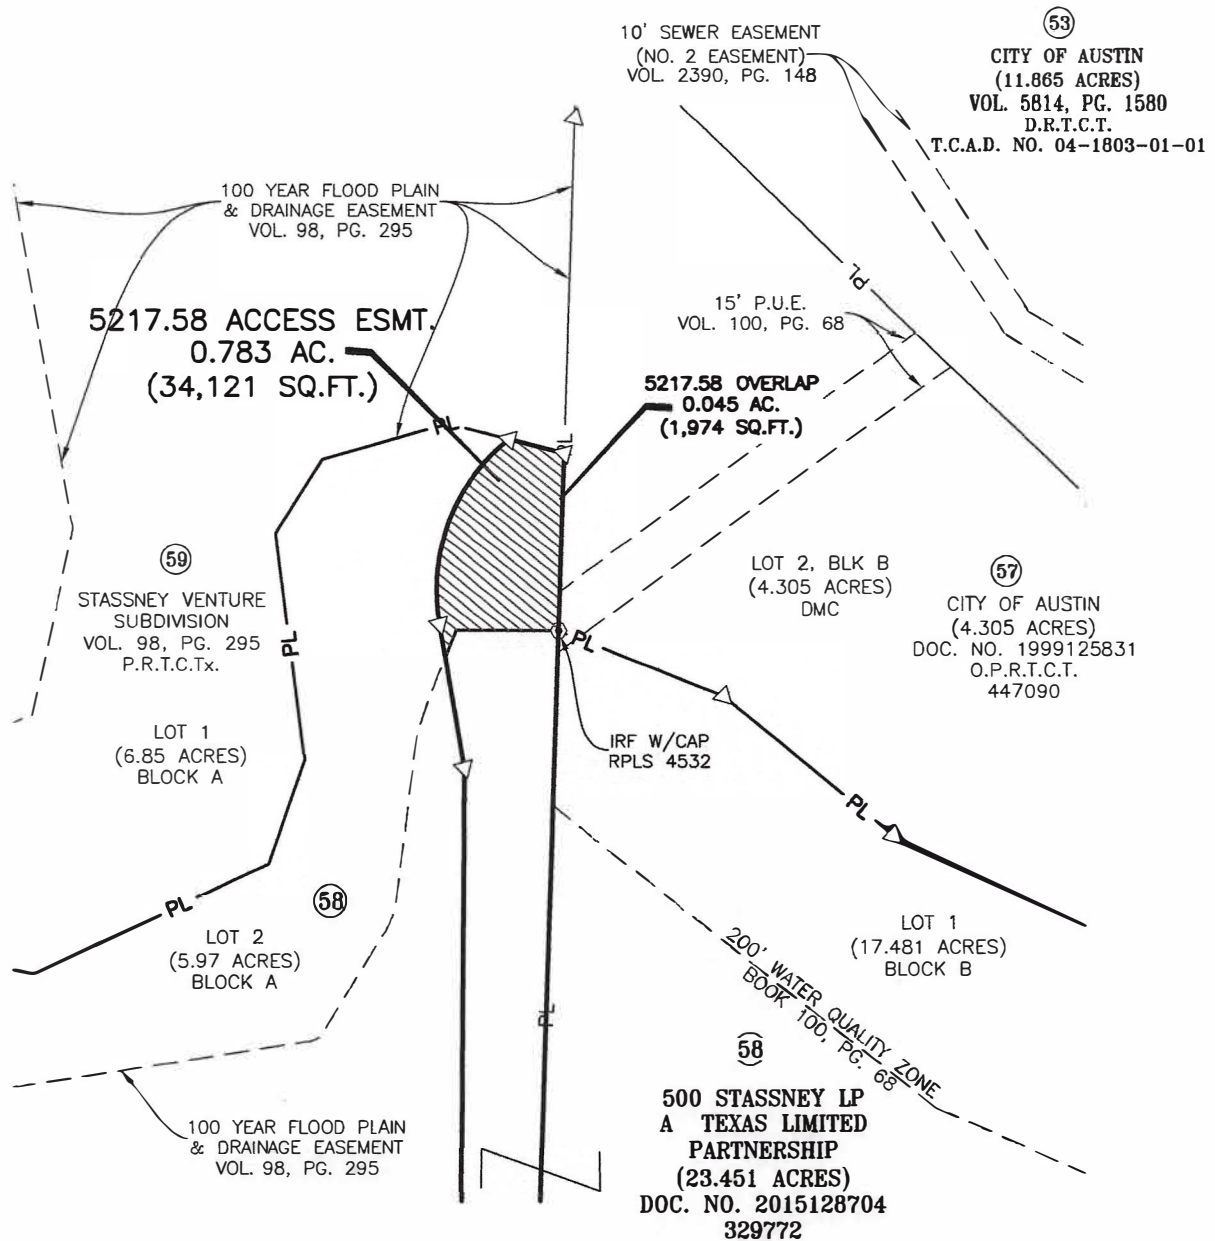 10' SEWER EASEMENT
(NO. 2 EASEMENT)
VOL. 2390, PG. 148
53
CITY OF AUSTIN
(11.865 ACRES)
VOL. 5814, PG. 1580
D.R.T.C.T.
T.C.A.D. NO. 04-1803-01-01
100 YEAR FLOOD PLAIN
& DRAINAGE EASEMENT
VOL. 98, PG. 295
PL
5217.58 ACCESS ESMT.
0.783 AC.
(34,121 SQ.FT.)
15' P.U.E.
VOL. 100, PG. 68
5217.58 OVERLAP
0.045 AC.
(1,974 SQ.FT.)
PL
PL
59
STASSNEY VENTURE
SUBDIVISION
VOL. 98, PG. 295
P.R.T.C.Tx.
PL
LOT 2, BLK B
(4.305 ACRES)
DMC
57
CITY OF AUSTIN
(4.305 ACRES)
DOC. NO. 1999125831
O.P.R.T.C.T.
447090
PL
LOT 1
(6.85 ACRES)
BLOCK A
IRF W/CAP
RPLS 4532
PL
PL
58
LOT 2
(5.97 ACRES)
BLOCK A
LOT 1
(17.481 ACRES)
BLOCK B
200' WATER QUALITY ZONE
BOOK 100, PG. 68
PL
58
500 STASSNEY LP
A TEXAS LIMITED
PARTNERSHIP
(23.451 ACRES)
DOC. NO. 2015128704
329772
100 YEAR FLOOD PLAIN
& DRAINAGE EASEMENT
VOL. 98, PG. 295